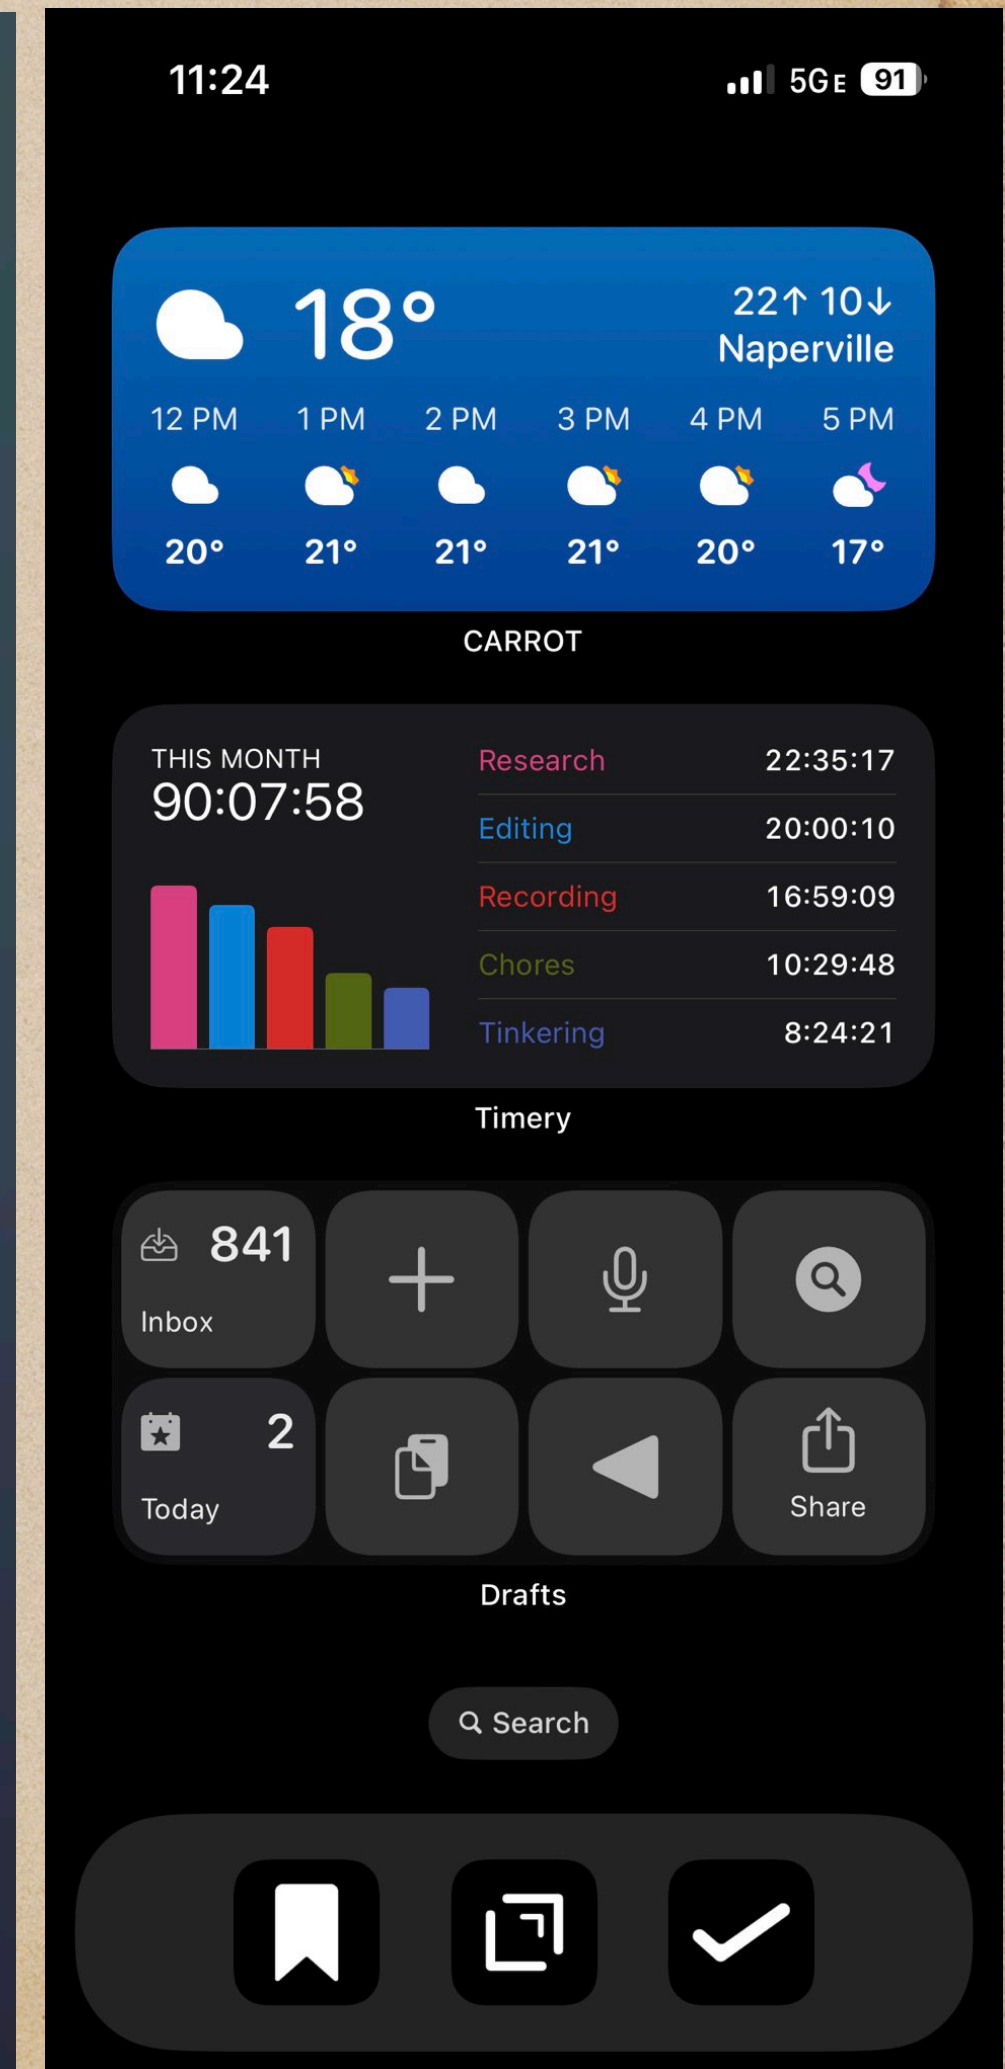 11:24 5GE 91
18° 22↑ 10↓
Naperville
12 PM 1 PM 2 PM 3 PM 4 PM 5 PM
20° 21° 21° 21° 20° 17°
CARROT
THIS MONTH
90:07:58
Research 22:35:17
Editing 20:00:10
Recording 16:59:09
Chores 10:29:48
Tinkering 8:24:21
Timery
841
Inbox
2
Today
Share
Drafts
Search